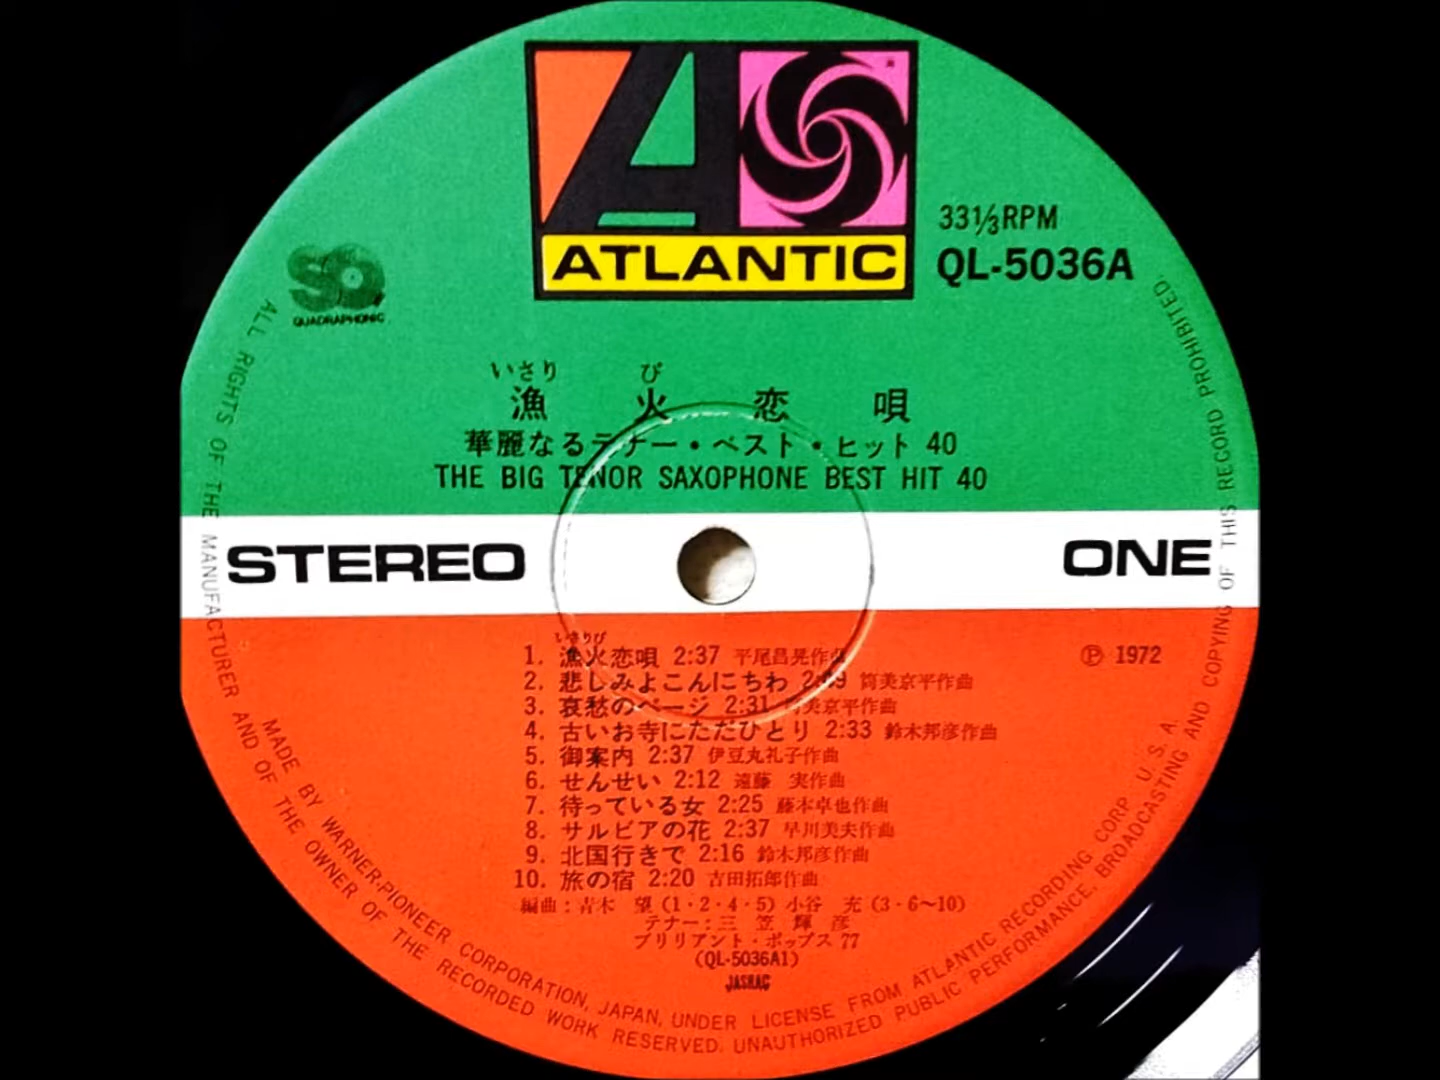 ATLANTIC
33⅓RPM
QL-5036A
SQ
QUADRAPHONIC
いさり び
漁火恋唄
華麗なるテナー・ベスト・ヒット 40
THE BIG TENOR SAXOPHONE BEST HIT 40
STEREO
ONE
いさりび
1. 漁火恋唄 2:37 平尾昌晃作曲
2. 悲しみよこんにちわ 筒美京平作曲
3. 哀愁のページ 2:31 筒美京平作曲
4. 古いお寺にただひとり 2:33 鈴木邦彦作曲
5. 御案内 2:37 伊豆丸礼子作曲
6. せんせい 2:12 遠藤 実作曲
7. 待っている女 2:25 藤本卓也作曲
8. サルビアの花 2:37 早川美夫作曲
9. 北国行きで 2:16 鈴木邦彦作曲
10. 旅の宿 2:20 吉田拓郎作曲
編曲：青木 望（1・2・4・5）小谷 充（3・6〜10）
テナー：三笠輝彦
ブリリアント・ポップス 77
(QL-5036A1)
JASRAC
Ⓟ 1972
ALL RIGHTS OF THE MANUFACTURER AND OF THE OWNER OF THE RECORDED WORK RESERVED. UNAUTHORIZED PUBLIC PERFORMANCE, BROADCASTING AND COPYING OF THIS RECORD PROHIBITED.
MADE BY WARNER-PIONEER CORPORATION, JAPAN, UNDER LICENSE FROM ATLANTIC RECORDING CORP. U. S. A.